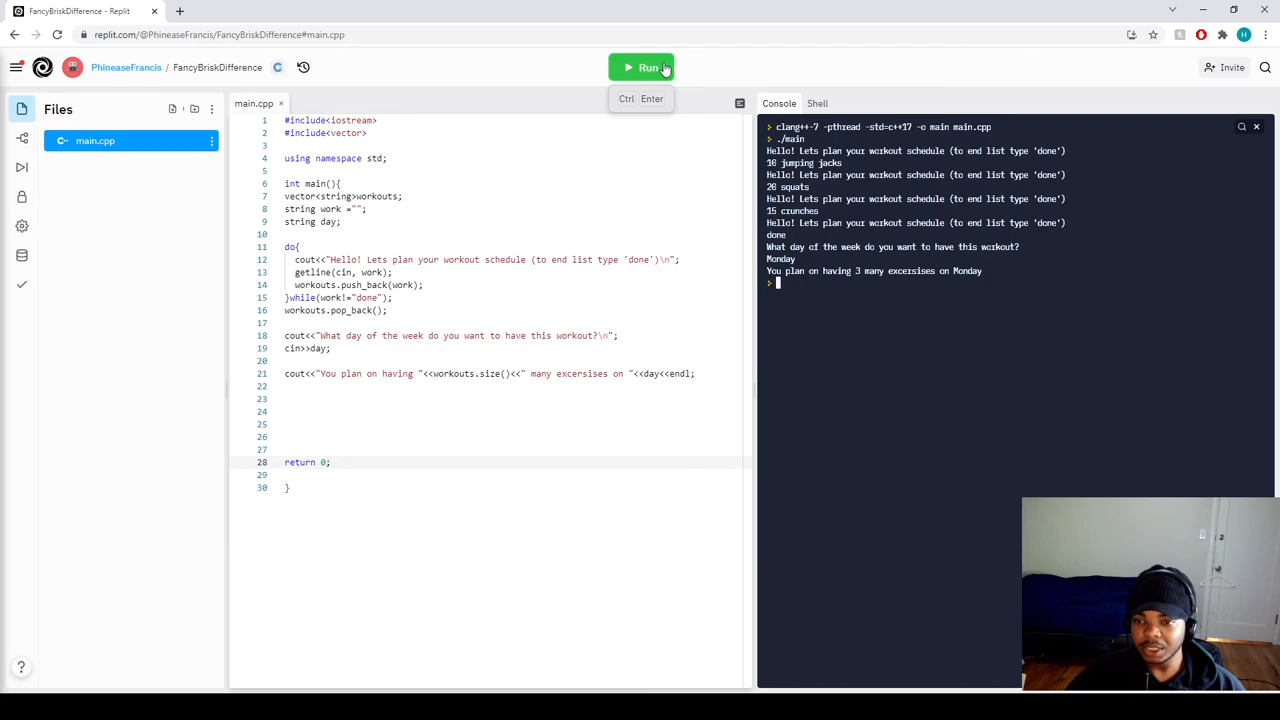 FancyBriskDifference - Replit
replit.com/@PhineaseFrancis/FancyBriskDifference#main.cpp
H
PhineaseFrancis / FancyBriskDifference
Run
Invite
Ctrl Enter
Files
main.cpp
main.cpp
Console
Shell
1 #include<iostream>
2 #include<vector>
3
4 using namespace std;
5
6 int main(){
7 vector<string>workouts;
8 string work ="";
9 string day;
10
11 do{
12 cout<<"Hello! Lets plan your workout schedule (to end list type 'done')\n";
13 getline(cin, work);
14 workouts.push_back(work);
15 }while(work!="done");
16 workouts.pop_back();
17
18 cout<<"What day of the week do you want to have this workout?\n";
19 cin>>day;
20
21 cout<<"You plan on having "<<workouts.size()<<" many excersises on "<<day<<endl;
22
23
24
25
26
27
28 return 0;
29
30 }
clang++-7 -pthread -std=c++17 -o main main.cpp
./main
Hello! Lets plan your workout schedule (to end list type 'done')
10 jumping jacks
Hello! Lets plan your workout schedule (to end list type 'done')
20 squats
Hello! Lets plan your workout schedule (to end list type 'done')
15 crunches
Hello! Lets plan your workout schedule (to end list type 'done')
done
What day of the week do you want to have this workout?
Monday
You plan on having 3 many excersises on Monday